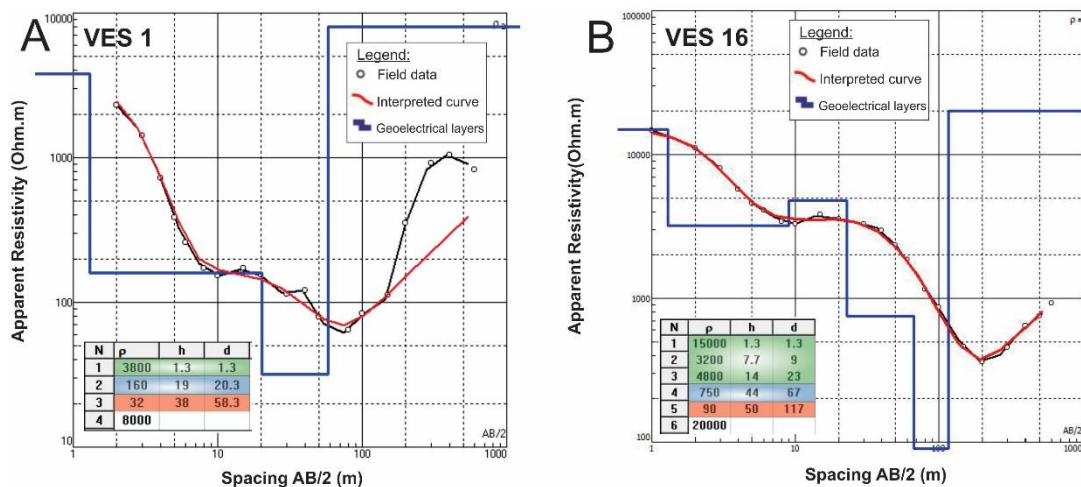 A VES 1
10000
1000
100
10
Apparent Resistivity (Ohm.m)
Legend:
Field data
Interpreted curve
Geoelectrical layers
N ρ h d
1 3800 1.3 1.3
2 160 19 20.3
3 32 38 58.3
4 8000
AB/2
1 10 100 1000
Spacing AB/2 (m)
B VES 16
100000
10000
1000
100
Apparent Resistivity(Ohm.m)
ρ=
Legend:
Field data
Interpreted curve
Geoelectrical layers
N ρ h d
1 15000 1.3 1.3
2 3200 7.7 9
3 4800 14 23
4 750 44 67
5 90 50 117
6 20000
AB/2
1 10 100 1000
Spacing AB/2 (m)